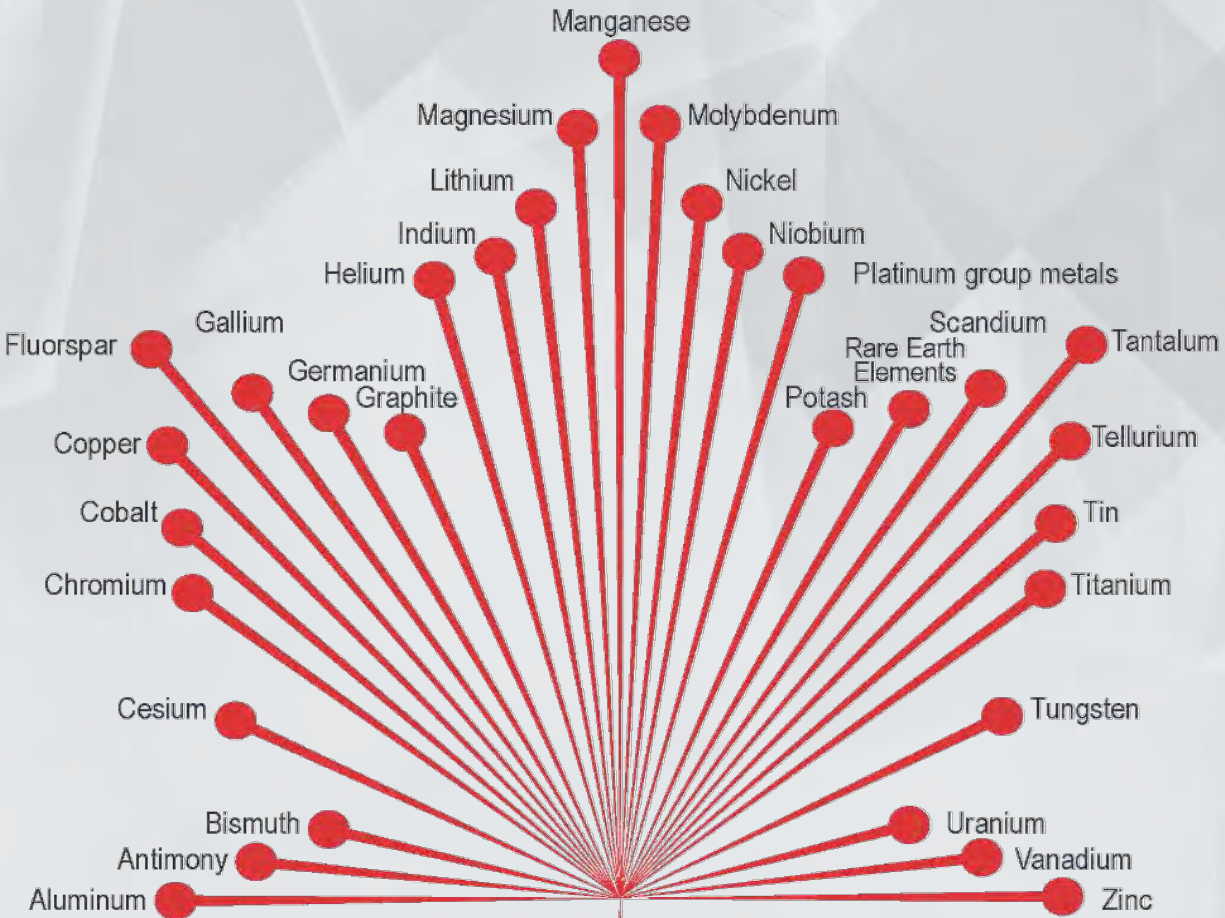 Manganese
Magnesium
Molybdenum
Lithium
Nickel
Indium
Niobium
Helium
Platinum group metals
Gallium
Scandium
Fluorspar
Tantalum
Rare Earth
Elements
Germanium
Graphite
Potash
Copper
Tellurium
Cobalt
Tin
Chromium
Titanium
Cesium
Tungsten
Bismuth
Uranium
Antimony
Vanadium
Aluminum
Zinc